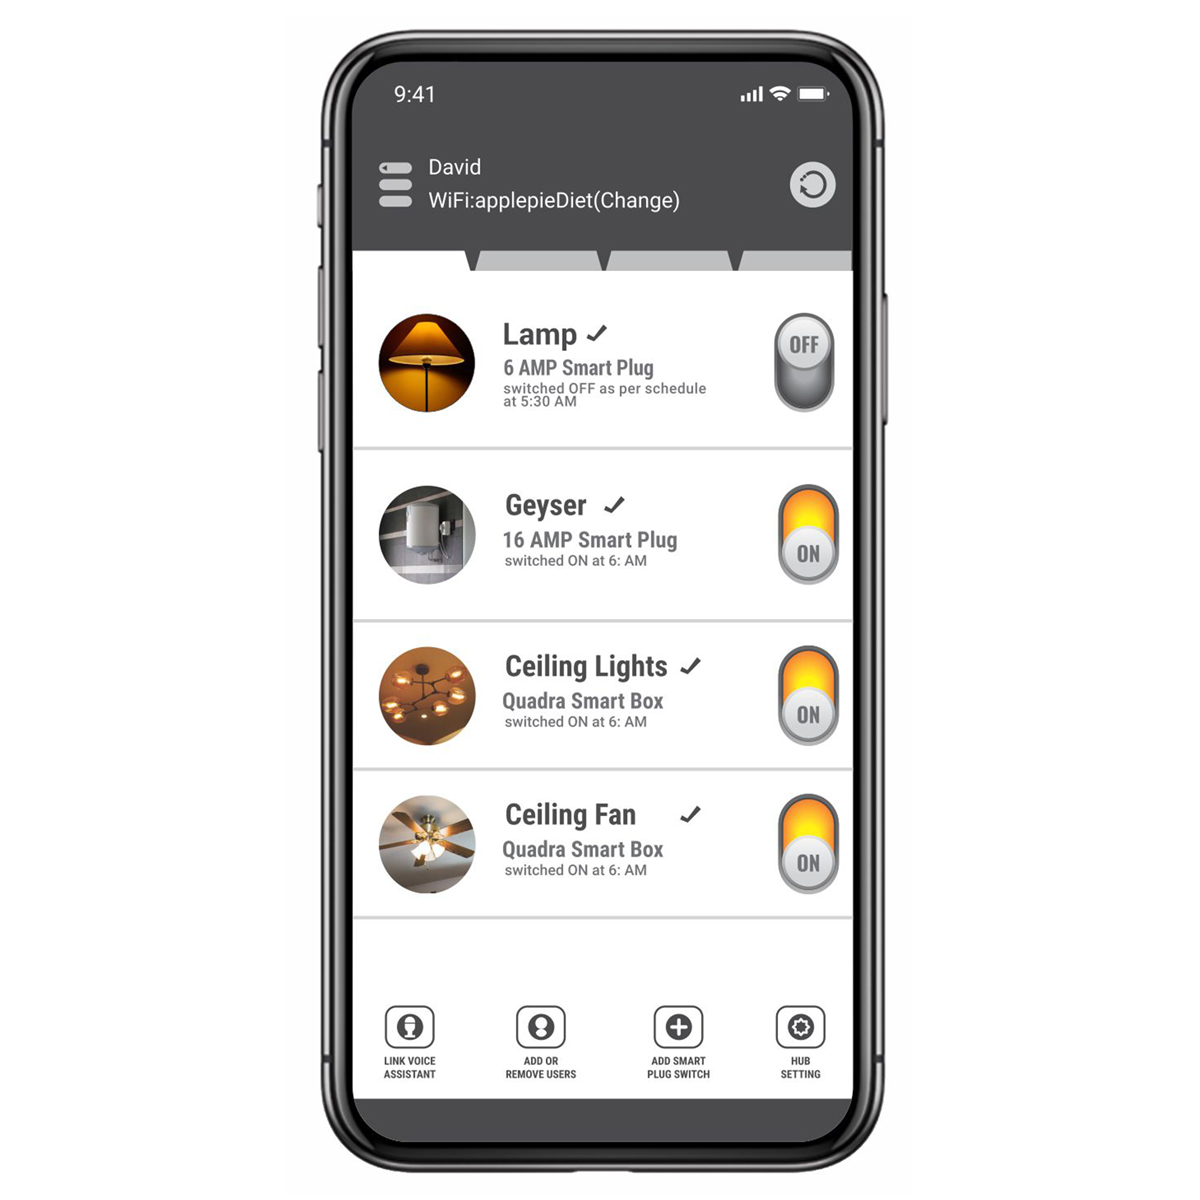 9:41
David
WiFi:applepieDiet(Change)
Lamp
6 AMP Smart Plug
switched OFF as per schedule
at 5:30 AM
OFF
Geyser
16 AMP Smart Plug
switched ON at 6: AM
ON
Ceiling Lights
Quadra Smart Box
switched ON at 6: AM
ON
Ceiling Fan
Quadra Smart Box
switched ON at 6: AM
ON
LINK VOICE
ASSISTANT
ADD OR
REMOVE USERS
ADD SMART
PLUG SWITCH
HUB
SETTING